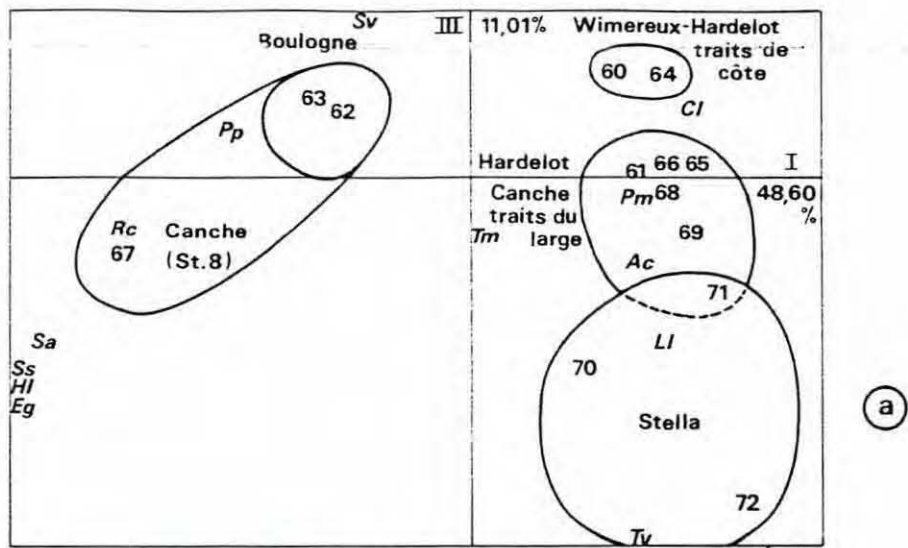 Sv III 11,01% Wimereux-Hardelot
Boulogne traits de
côte
60 64
63 62
Cl
Pp
Hardelot 61 66 65 I
Canche Pm 68 48,60
traits du %
Tm large
69
Rc Canche
67 (St.8)
Ac
71
Sa
Ll
Ss
70
Hl
Eg
Stella
a
72
Tv